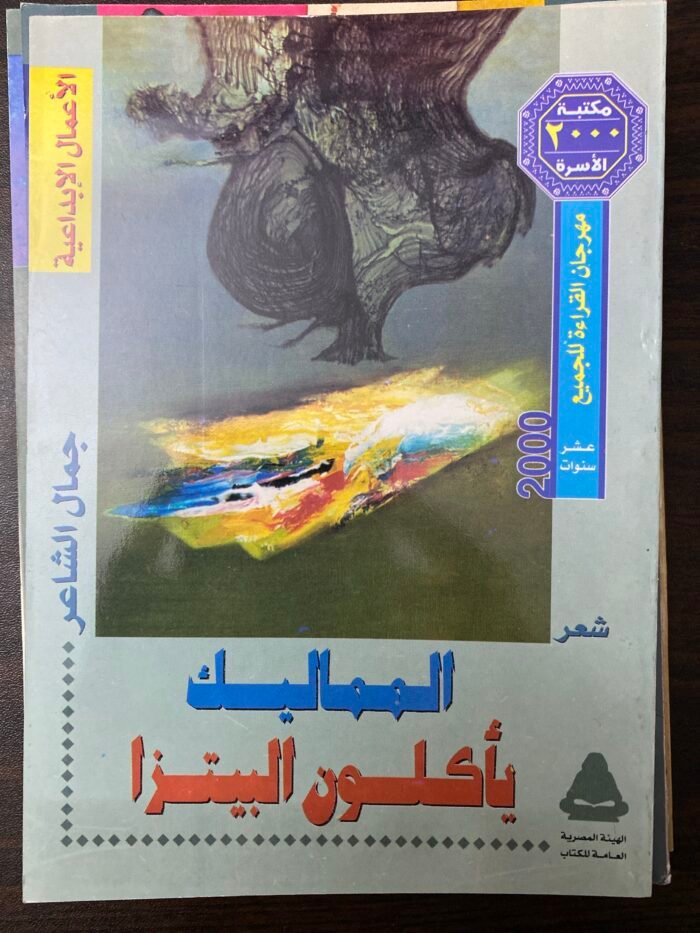 مكتبة
٢٠٠٠
الأسرة
مهرجان القراءة للجميع
عشر
سنوات
2000
الأعمال الإبداعية
جمال الشاعر
شعر
المماليك
يأكلون البيتزا
الهيئة المصرية
العامة للكتاب